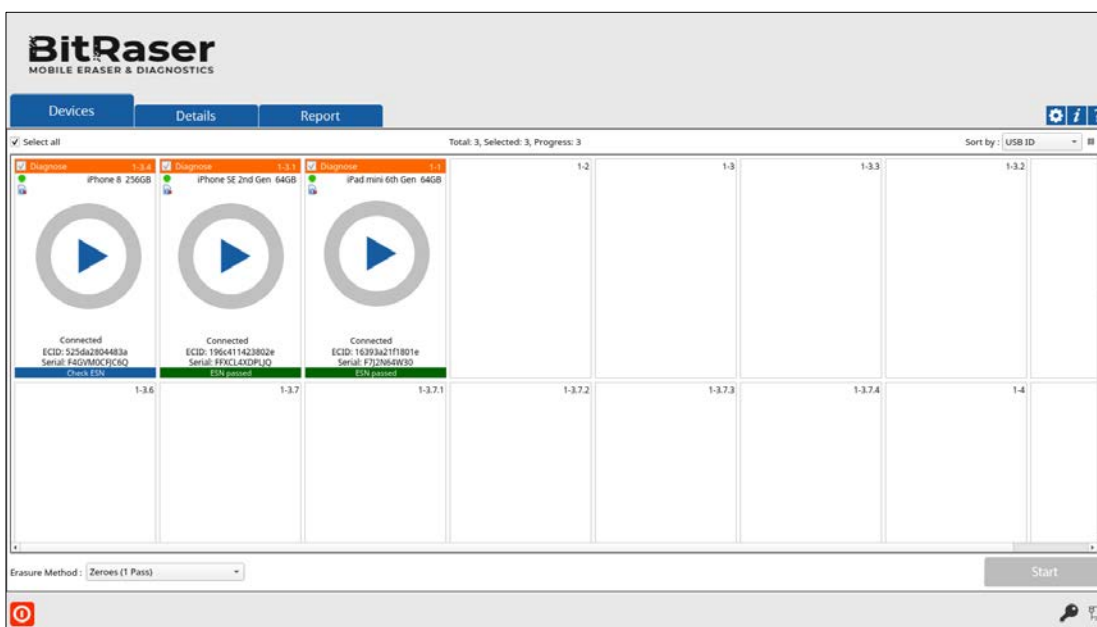 BitRaser
MOBILE ERASER & DIAGNOSTICS
Devices
Details
Report
Select all
Total: 3, Selected: 3, Progress: 3
Sort by : USB ID
Diagnose 1-3.4
iPhone 8 256GB
Connected
ECID: 525da2804483a
Serial: F4GVM0CFJC6Q
Check ESN
Diagnose 1-3.1
iPhone SE 2nd Gen 64GB
Connected
ECID: 196c411423802e
Serial: FFXCL4XDPLJQ
ESN passed
Diagnose 1-1
iPad mini 6th Gen 64GB
Connected
ECID: 16393a21f1801e
Serial: F7J2N64W30
ESN passed
1-2
1-3
1-3.3
1-3.2
1-3.6
1-3.7
1-3.7.1
1-3.7.2
1-3.7.3
1-3.7.4
1-4
Erasure Method : Zeroes (1 Pass)
Start